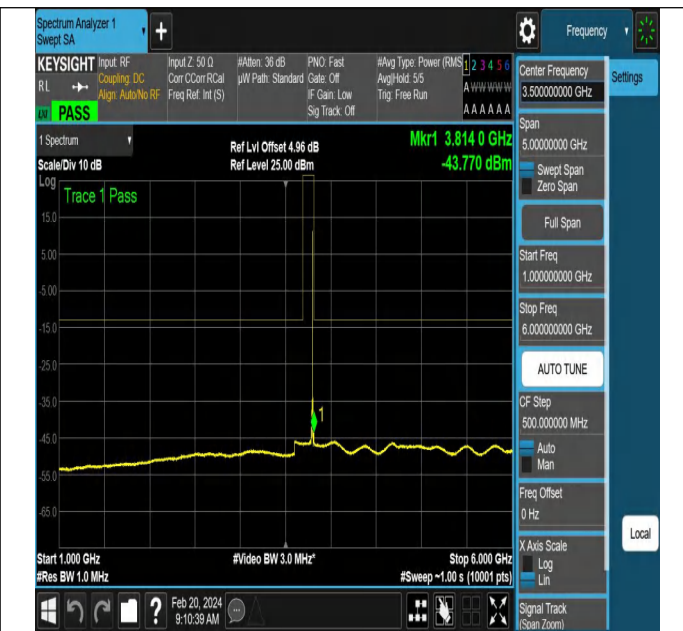 Spectrum Analyzer 1
Swept SA
Frequency
KEYSIGHT
RL
Input: RF
Coupling: DC
Align: Auto/No RF
Input Z: 50 Ω
Corr CCorr RCal
Freq Ref: Int (S)
#Atten: 36 dB
µW Path: Standard
PNO: Fast
Gate: Off
IF Gain: Low
Sig Track: Off
#Avg Type: Power (RMS
Avg|Hold: 5/5
Trig: Free Run
1 2 3 4 5 6
A W W W W W
A A A A A A
PASS
1 Spectrum
Scale/Div 10 dB
Log
Ref Lvl Offset 4.96 dB
Ref Level 25.00 dBm
Mkr1 3.814 0 GHz
-43.770 dBm
Trace 1 Pass
15.0
5.00
-5.00
-15.0
-25.0
-35.0
-45.0
-55.0
-65.0
1
Start 1.000 GHz
#Res BW 1.0 MHz
#Video BW 3.0 MHz*
Stop 6.000 GHz
#Sweep ~1.00 s (10001 pts)
?
Feb 20, 2024
9:10:39 AM
Center Frequency
3.500000000 GHz
Settings
Span
5.00000000 GHz
Swept Span
Zero Span
Full Span
Start Freq
1.000000000 GHz
Stop Freq
6.000000000 GHz
AUTO TUNE
CF Step
500.000000 MHz
Auto
Man
Freq Offset
0 Hz
Local
X Axis Scale
Log
Lin
Signal Track
(Span Zoom)